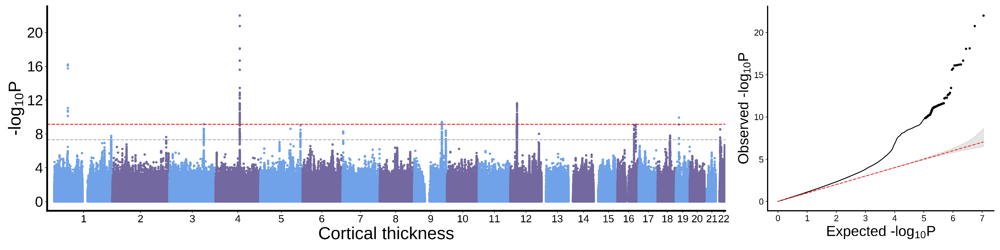 -log10P
20
16
12
8
4
0
1 2 3 4 5 6 7 8 9 10 11 12 13 14 15 16 17 18 19 20 21 22
Cortical thickness
Observed -log10P
20
15
10
5
0
0 1 2 3 4 5 6 7
Expected -log10P